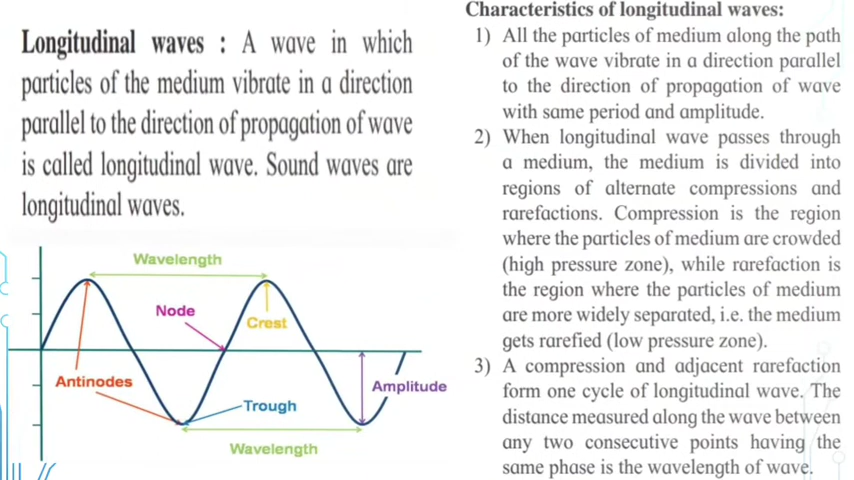 Longitudinal waves : A wave in which
particles of the medium vibrate in a direction
parallel to the direction of propagation of wave
is called longitudinal wave. Sound waves are
longitudinal waves.
Wavelength
Node
Crest
Antinodes
Amplitude
Trough
Wavelength
Characteristics of longitudinal waves:
1) All the particles of medium along the path
of the wave vibrate in a direction parallel
to the direction of propagation of wave
with same period and amplitude.
2) When longitudinal wave passes through
a medium, the medium is divided into
regions of alternate compressions and
rarefactions. Compression is the region
where the particles of medium are crowded
(high pressure zone), while rarefaction is
the region where the particles of medium
are more widely separated, i.e. the medium
gets rarefied (low pressure zone).
3) A compression and adjacent rarefaction
form one cycle of longitudinal wave. The
distance measured along the wave between
any two consecutive points having the
same phase is the wavelength of wave.